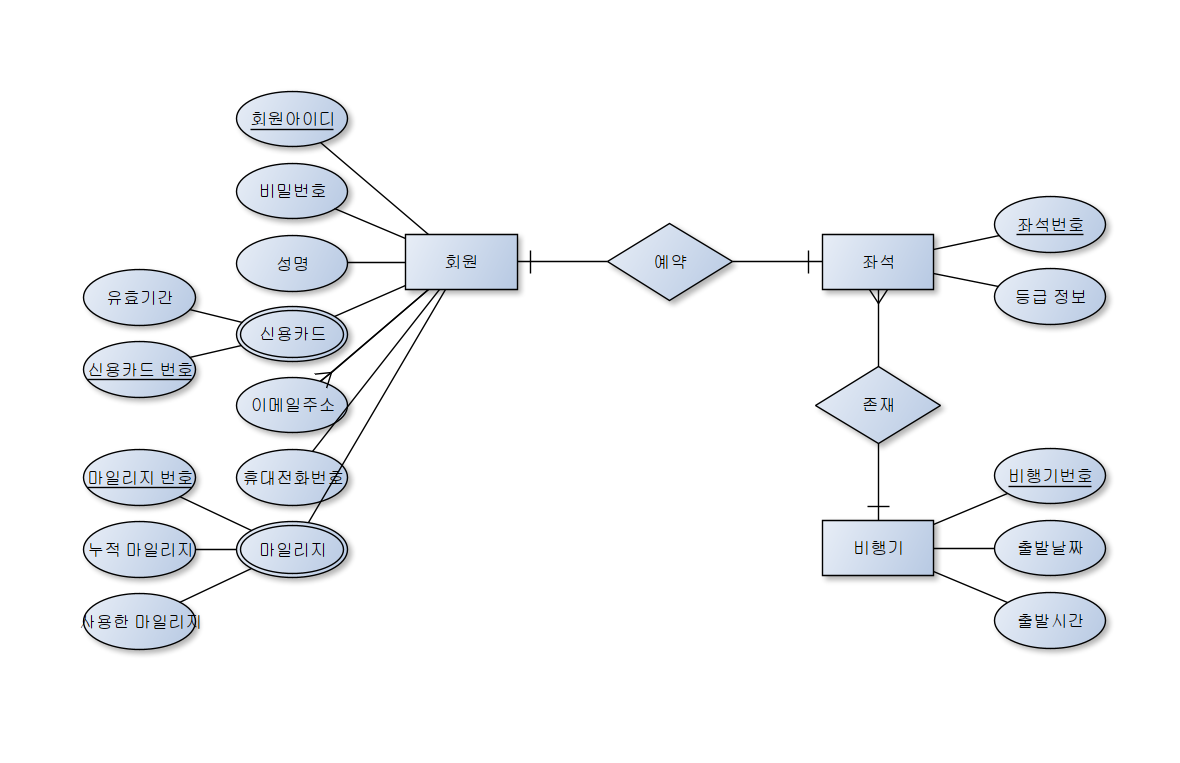 회원아이디
비밀번호
성명
유효기간
신용카드
신용카드 번호
이메일주소
마일리지 번호
휴대전화번호
누적 마일리지
마일리지
사용한 마일리지
회원
예약
좌석
좌석번호
등급 정보
존재
비행기
비행기번호
출발날짜
출발시간